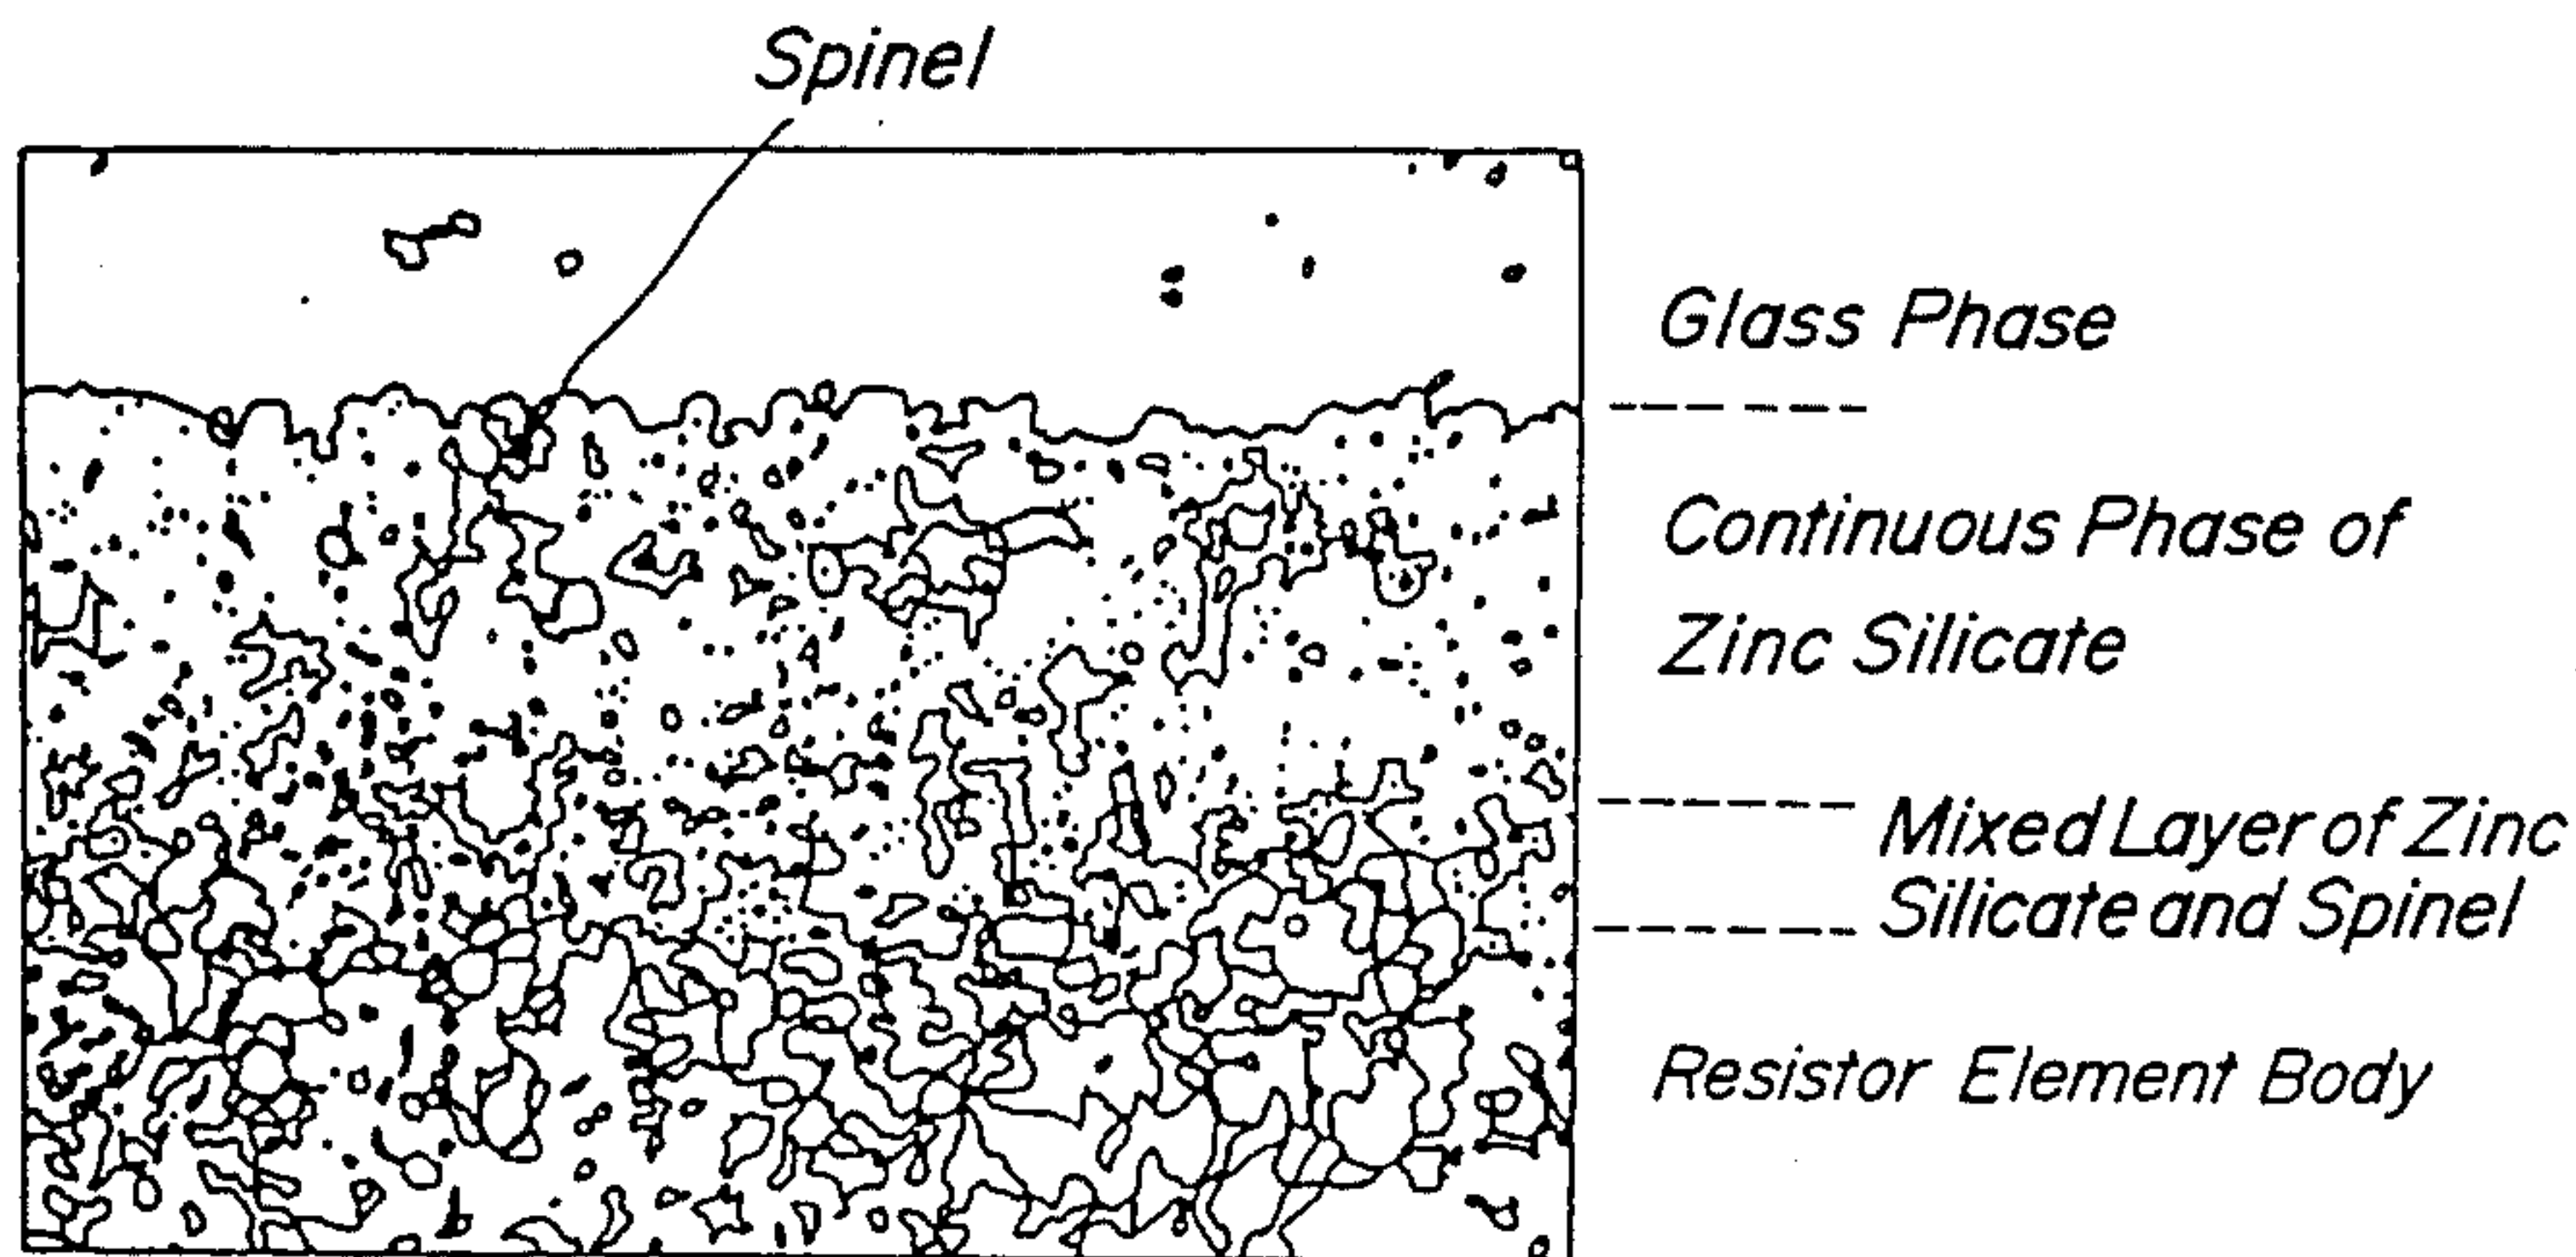 Spinel
Glass Phase
Continuous Phase of
Zinc Silicate
Mixed Layer of Zinc
Silicate and Spinel
Resistor Element Body